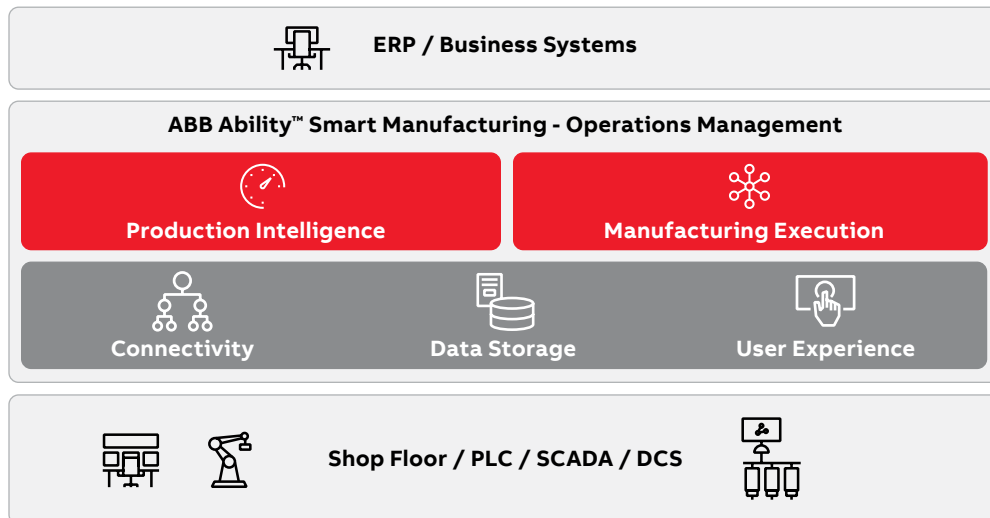 ERP / Business Systems
ABB Ability™ Smart Manufacturing - Operations Management
Production Intelligence
Manufacturing Execution
Connectivity
Data Storage
User Experience
Shop Floor / PLC / SCADA / DCS